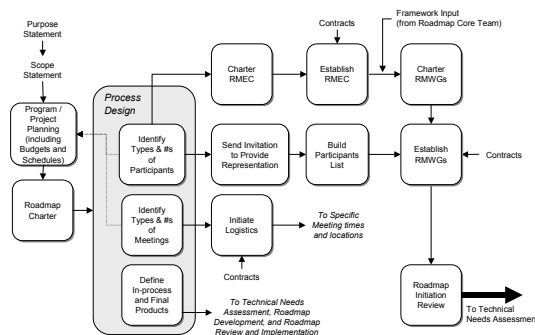 Purpose
Statement
Scope
Statement
Program /
Project
Planning
(including
Budgets and
Schedules)
Roadmap
Charter
Process
Design
Identify
Types & #s
of
Participants
Identify
Types & #s
of Meetings
Define
In-process
and Final
Products
Charter
RMEC
Contracts
Establish
RMEC
Framework Input
(from Roadmap Core Team)
Charter
RMWGs
Send Invitation
to Provide
Representation
Build
Participants
List
Establish
RMWGs
Contracts
Initiate
Logistics
Contracts
To Specific
Meeting times
and locations
To Technical Needs
Assessment, Roadmap
Development, and Roadmap
Review and Implementation
Roadmap
Initiation
Review
To Technical
Needs Assessment